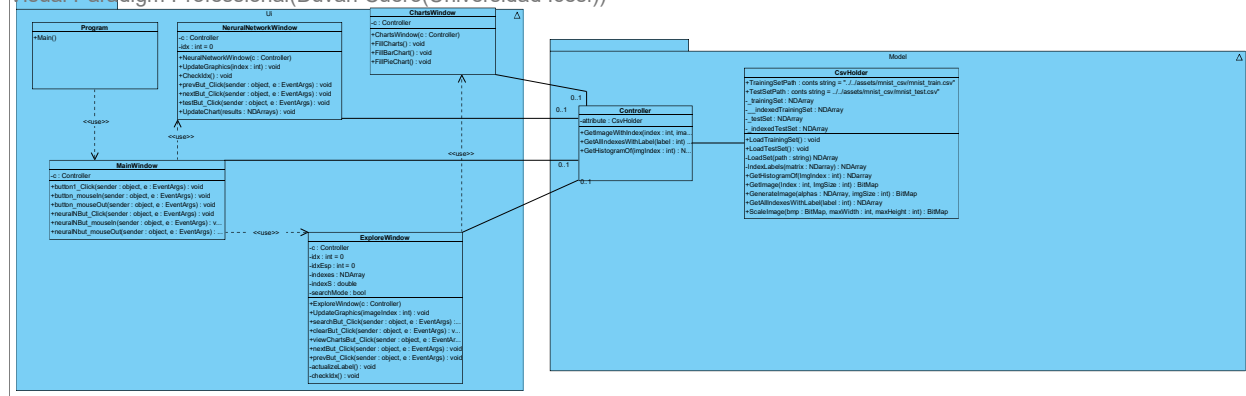 Visual Paradigm Professional(Duvan Cuero(Universidad Icesi))
Ui
Program
+Main()
NeruralNetworkWindow
-c : Controller
-idx : int = 0
+NeuralNetworkWindow(c : Controller)
+UpdateGraphics(index : int) : void
+CheckIdx() : void
+prevBut_Click(sender : object, e : EventArgs) : void
+nextBut_Click(sender : object, e : EventArgs) : void
+testBut_Click(sender : object, e : EventArgs) : void
+UpdateChart(results : NDArrays) : void
ChartsWindow
-c : Controller
+ChartsWindow(c : Controller)
+FillCharts() : void
+FillBarChart() : void
+FillPieChart() : void
<<use>>
<<use>>
<<use>>
MainWindow
-c : Controller
+button1_Click(sender : object, e : EventArgs) : void
+button_mouseIn(sender : object, e : EventArgs) : void
+button_mouseOut(sender : object, e : EventArgs) : void
+neuralNBut_Click(sender : object, e : EventArgs) : void
+neuralNBut_mouseIn(sender : object, e : EventArgs) : v...
+neuralNbut_mouseOut(sender : object, e : EventArgs) : ...
<<use>>
ExploreWindow
-c : Controller
-idx : int = 0
-idxEsp : int = 0
-indexes : NDArray
-indexS : double
-searchMode : bool
+ExploreWindow(c : Controller)
+UpdateGraphics(imageIndex : int) : void
+searchBut_Click(sender : object, e : EventArgs) :...
+clearBut_Click(sender : object, e : EventArgs) : v...
+viewChartsBut_Click(sender : object, e : EventAr...
+nextBut_Click(sender : object, e : EventArgs) : void
+prevBut_Click(sender : object, e : EventArgs) : void
-actualizeLabel() : void
-checkIdx() : void
Model
0..1
0..1
0..1
0..1
Controller
-attribute : CsvHolder
+GetImageWithIndex(index : int, ima...
+GetAllIndexesWithLabel(label : int) ...
+GetHistogramOf(imgIndex : int) : N...
CsvHolder
+TrainingSetPath : conts string = "../../assets/mnist_csv/mnist_train.csv"
+TestSetPath : conts string = ../../assets/mnist_csv/mnist_test.csv"
-_trainingSet : NDArray
-__indexedTrainingSet : NDArray
-_testSet : NDArray
-_indexedTestSet : NDArray
+LoadTrainingSet() : void
+LoadTestSet() : void
-LoadSet(path : string) NDArray
-IndexLabels(matrix : NDarray) : NDArray
+GetHistogramOf(ImgIndex : int) : NDarray
+GetImage(Index : int, ImgSize : int) : BitMap
+GenerateImage(alphas : NDArray, imgSize : int) : BitMap
+GetAllIndexesWithLabel(label : int) : NDArray
+ScaleImage(bmp : BitMap, maxWidth : int, maxHeight : int) : BitMap